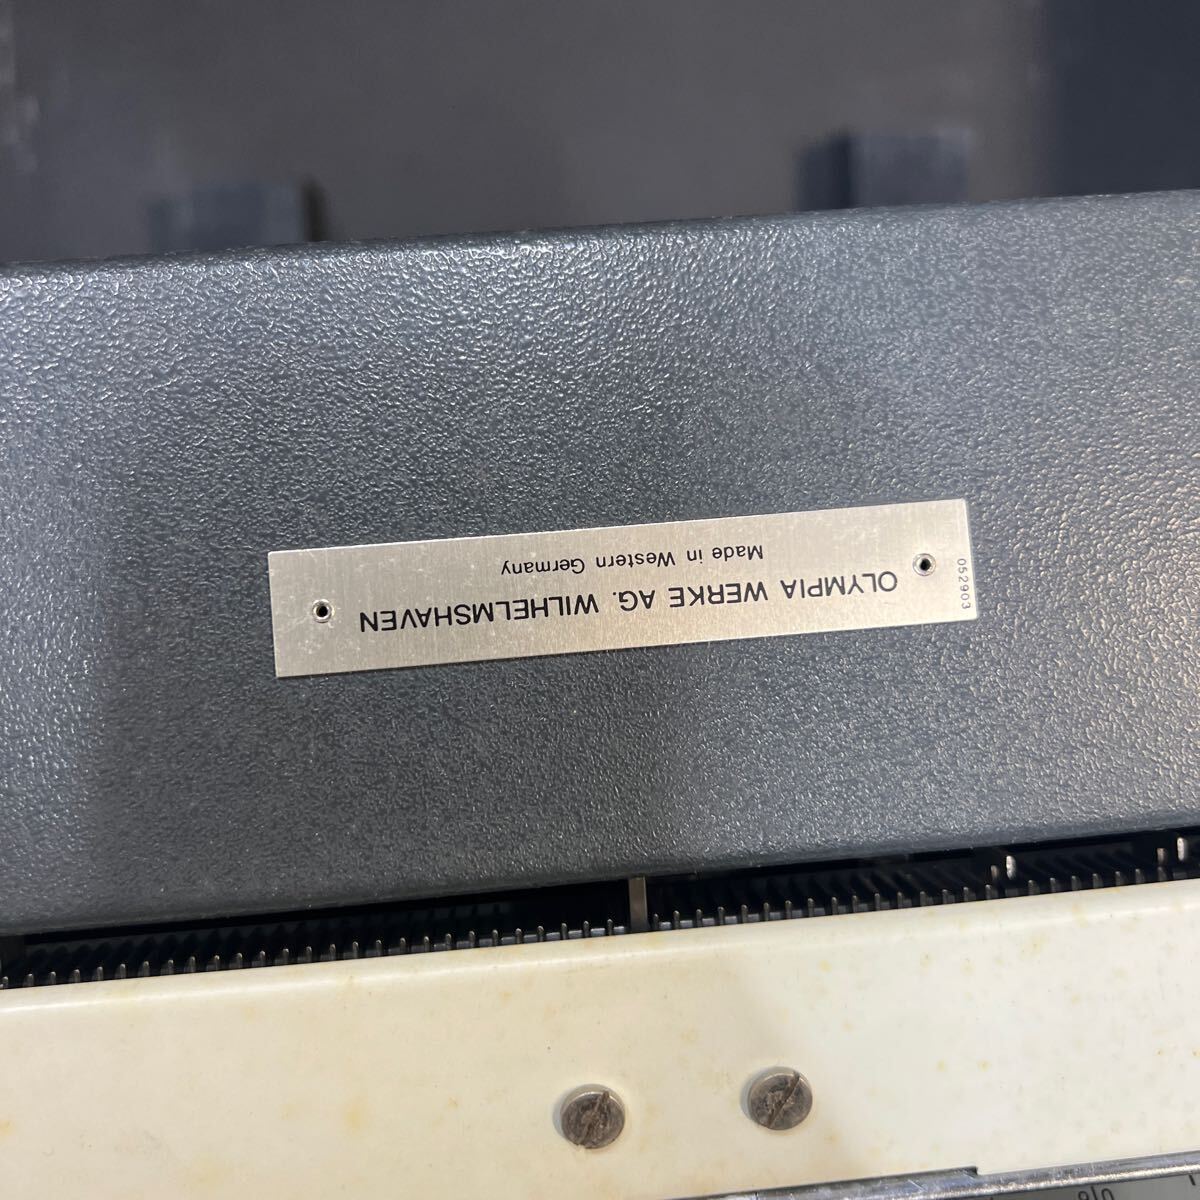 OLYMPIA WERKE AG. WILHELMSHAVEN
Made in Western Germany
052903